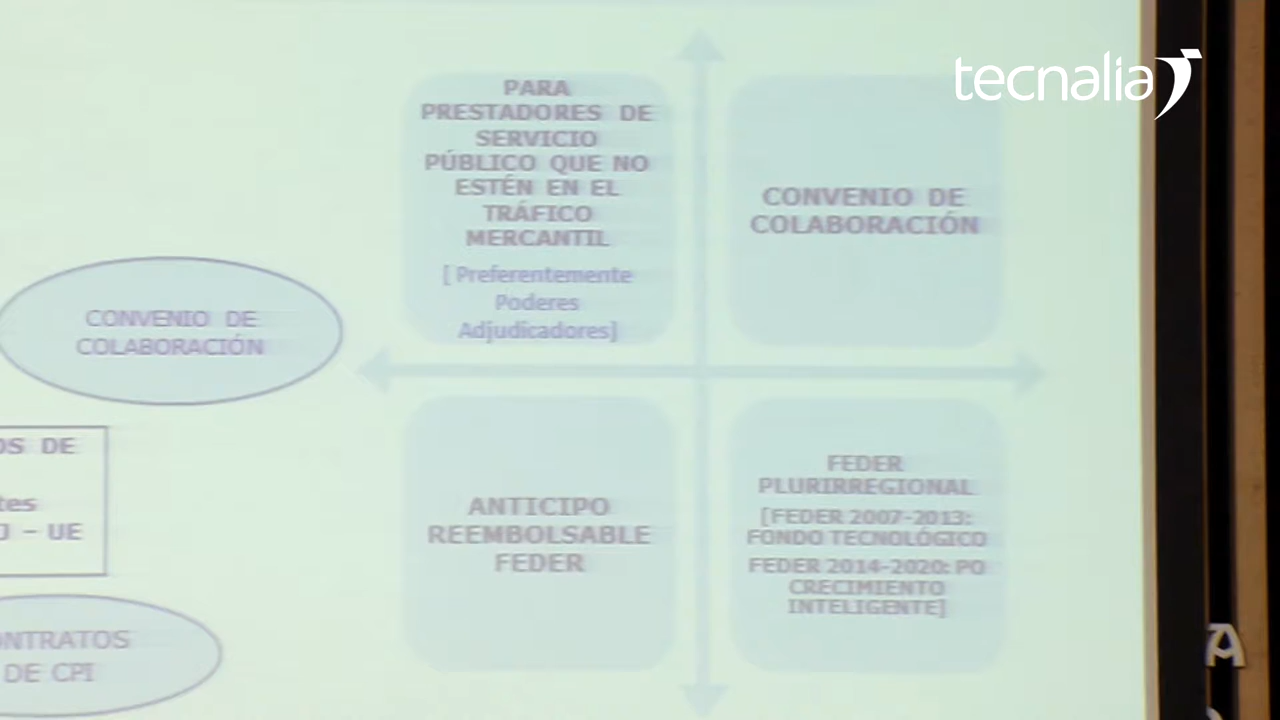 tecnalia
PARA
PRESTADORES DE
SERVICIO
PÚBLICO QUE NO
ESTÉN EN EL
TRÁFICO
MERCANTIL
[ Preferentemente
Poderes
Adjudicadores]
CONVENIO DE
COLABORACIÓN
CONVENIO DE
COLABORACIÓN
OS DE
tes
J – UE
ONTRATOS
DE CPI
ANTICIPO
REEMBOLSABLE
FEDER
FEDER
PLURIRREGIONAL
[FEDER 2007-2013:
FONDO TECNOLÓGICO
FEDER 2014-2020: PO
CRECIMIENTO
INTELIGENTE]